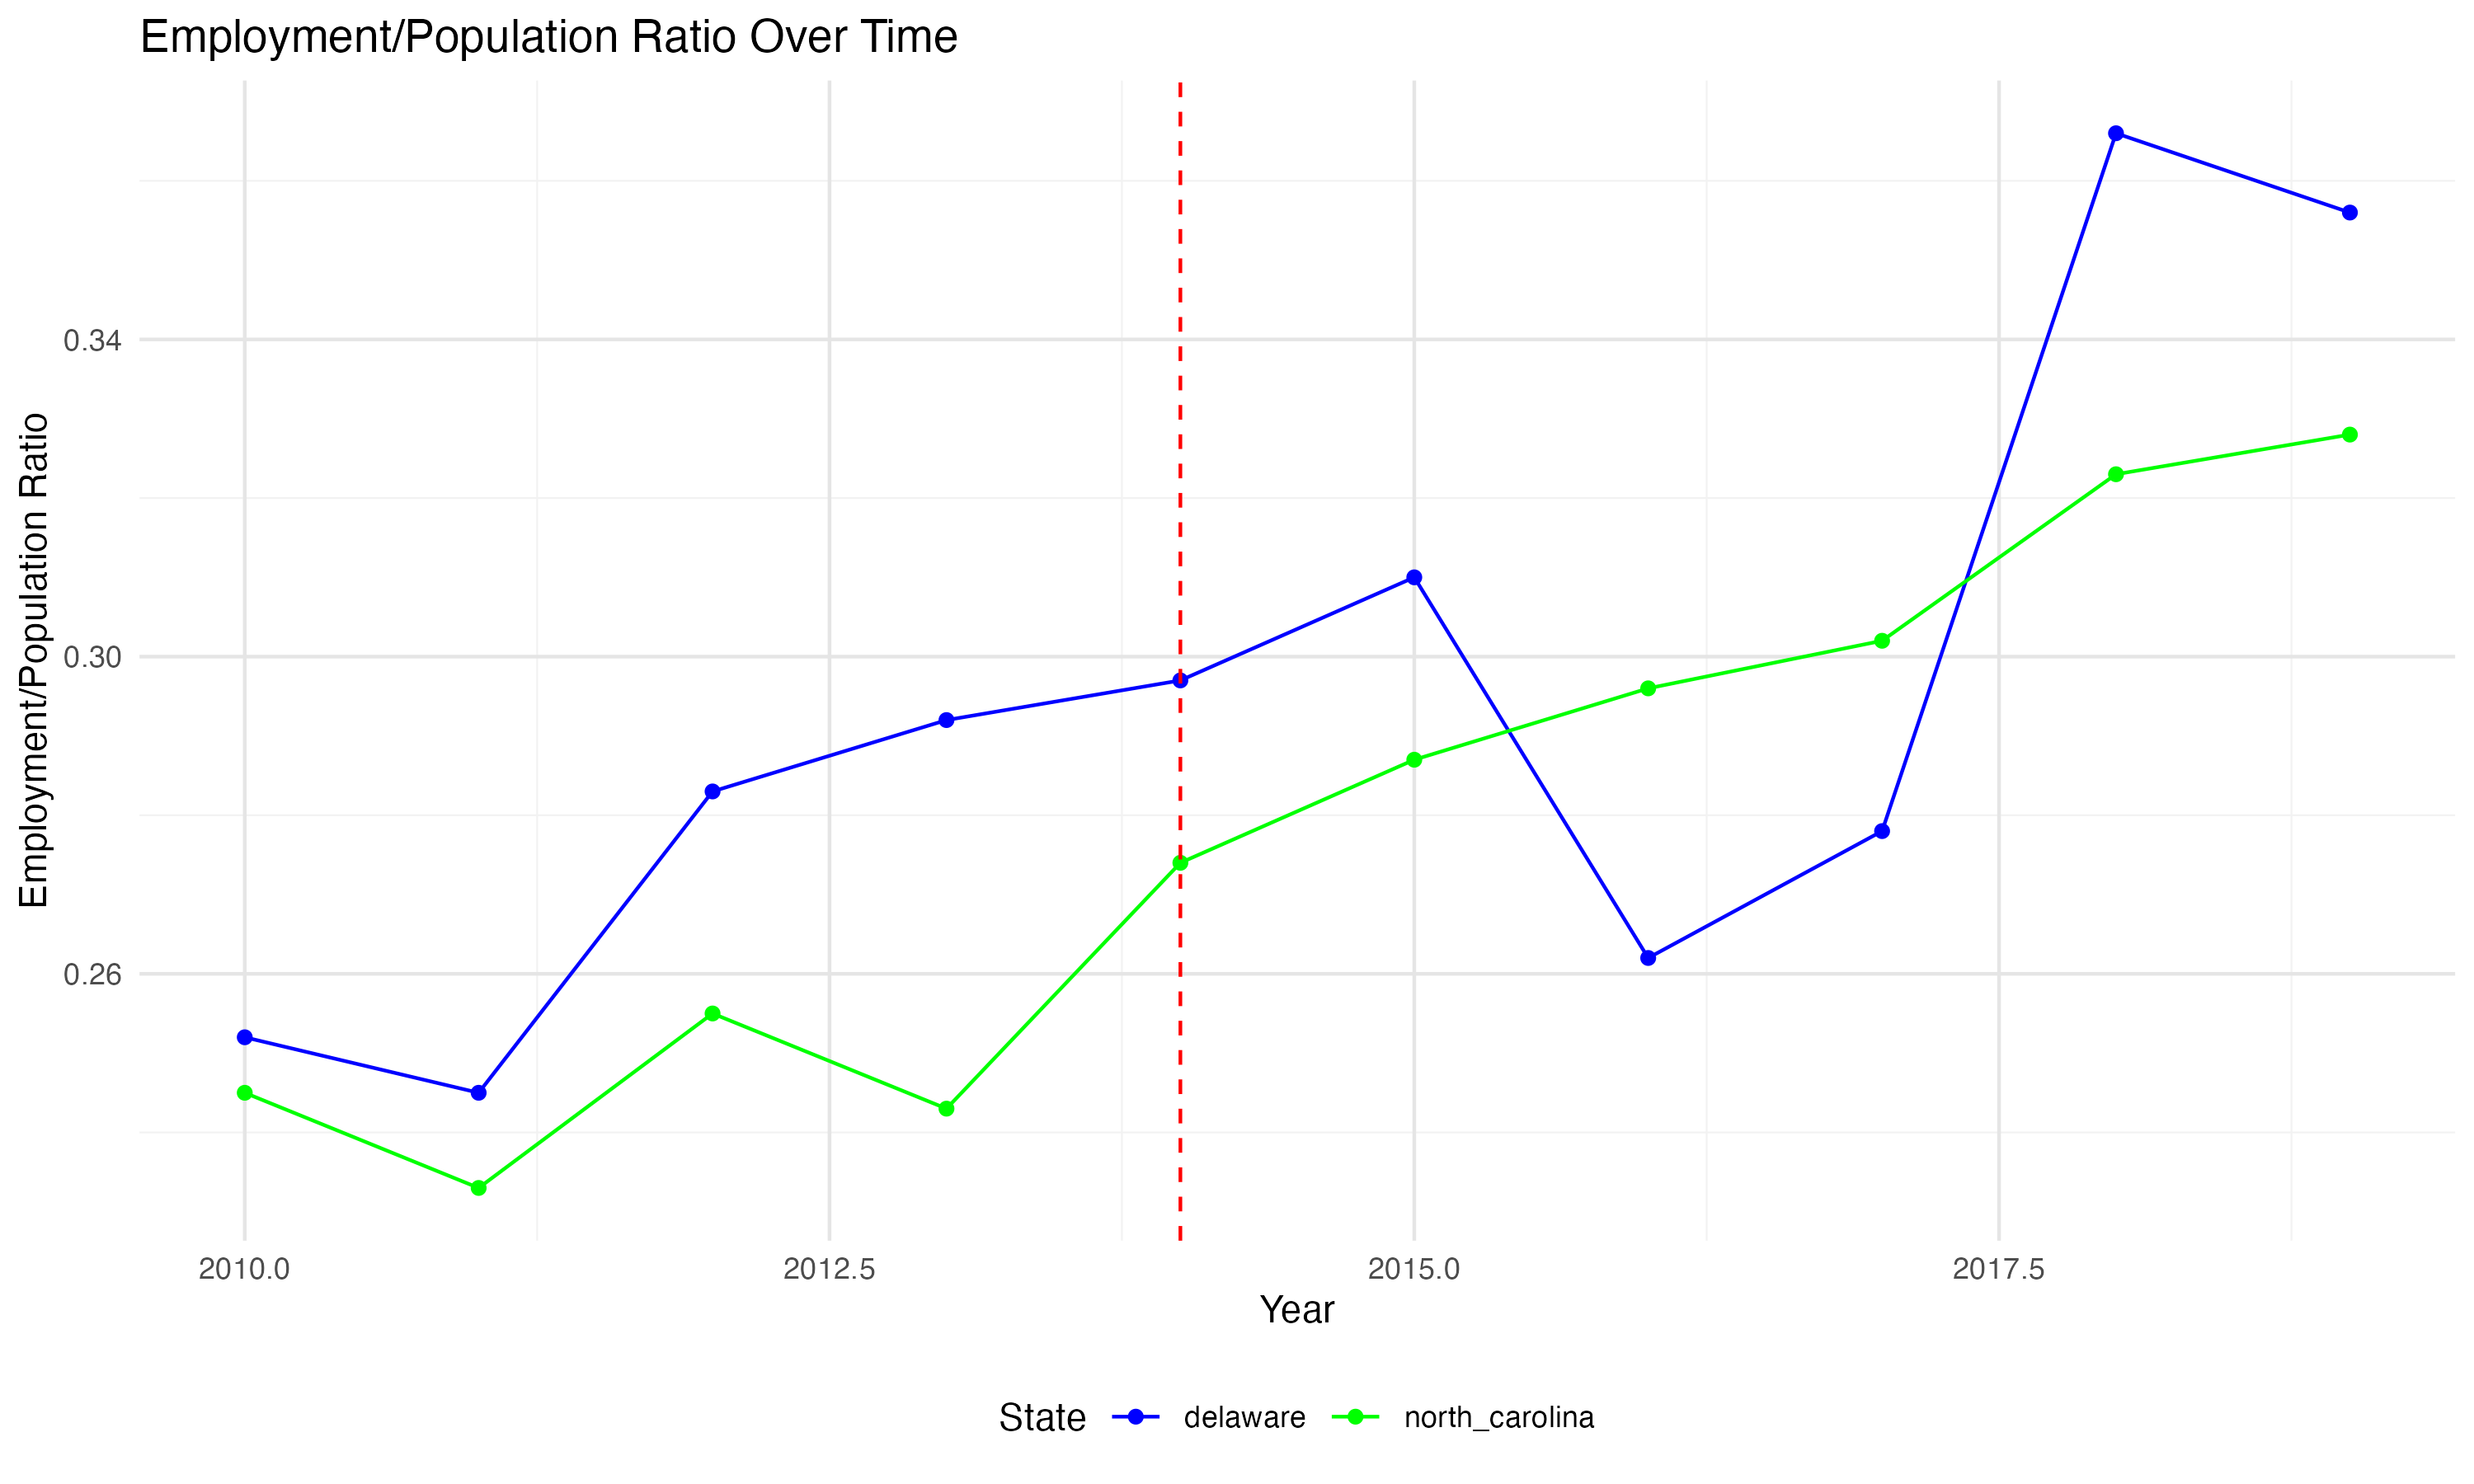 Employment/Population Ratio Over Time
Employment/Population Ratio
0.34
0.30
0.26
2010.0 2012.5 2015.0 2017.5
Year
State delaware north_carolina